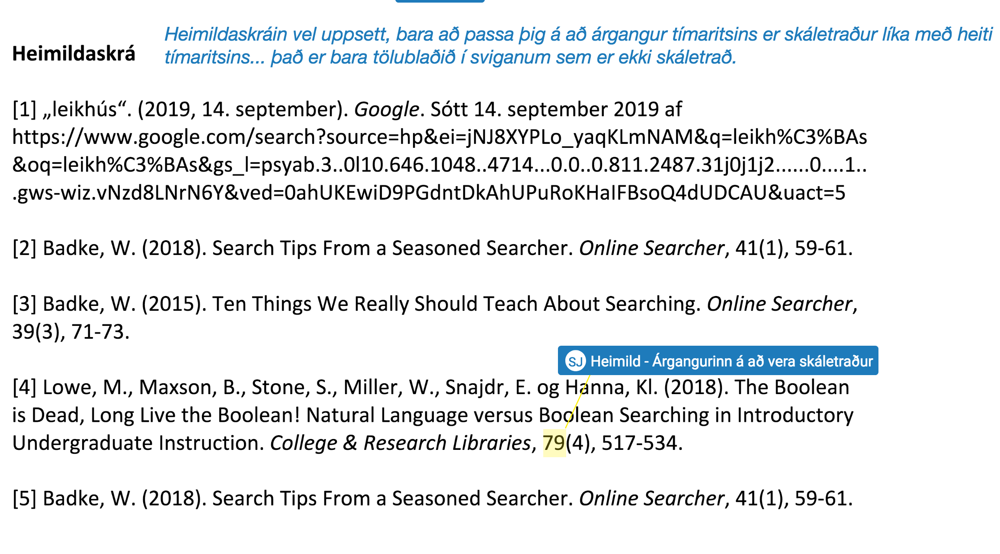 Heimildaskráin vel uppsett, bara að passa þig á að árgangur tímaritsins er skáletraður líka með heiti
tímaritsins... það er bara tölublaðið í sviganum sem er ekki skáletrað.
Heimildaskrá
[1] „leikhús“. (2019, 14. september). Google. Sótt 14. september 2019 af
https://www.google.com/search?source=hp&ei=jNJ8XYPLo_yaqKLmNAM&q=leikh%C3%BAs
&oq=leikh%C3%BAs&gs_l=psyab.3..0l10.646.1048..4714...0.0..0.811.2487.31j0j1j2......0....1..
.gws-wiz.vNzd8LNrN6Y&ved=0ahUKEwiD9PGdntDkAhUPuRoKHaIFBsoQ4dUDCAU&uact=5
[2] Badke, W. (2018). Search Tips From a Seasoned Searcher. Online Searcher, 41(1), 59-61.
[3] Badke, W. (2015). Ten Things We Really Should Teach About Searching. Online Searcher,
39(3), 71-73.
SJ Heimild - Árgangurinn á að vera skáletraður
[4] Lowe, M., Maxson, B., Stone, S., Miller, W., Snajdr, E. og Hanna, Kl. (2018). The Boolean
is Dead, Long Live the Boolean! Natural Language versus Boolean Searching in Introductory
Undergraduate Instruction. College & Research Libraries, 79(4), 517-534.
[5] Badke, W. (2018). Search Tips From a Seasoned Searcher. Online Searcher, 41(1), 59-61.